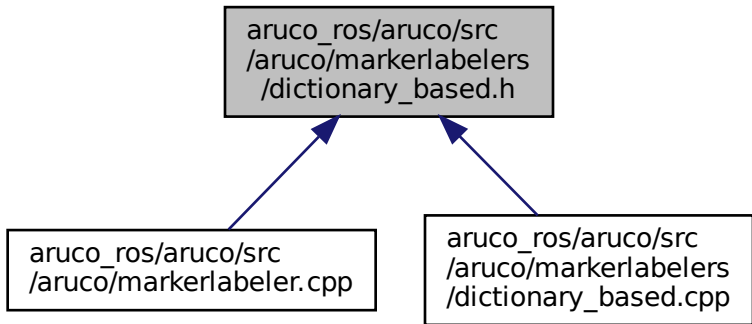 aruco_ros/aruco/src
/aruco/markerlabelers
/dictionary_based.h
aruco_ros/aruco/src
/aruco/markerlabeler.cpp
aruco_ros/aruco/src
/aruco/markerlabelers
/dictionary_based.cpp